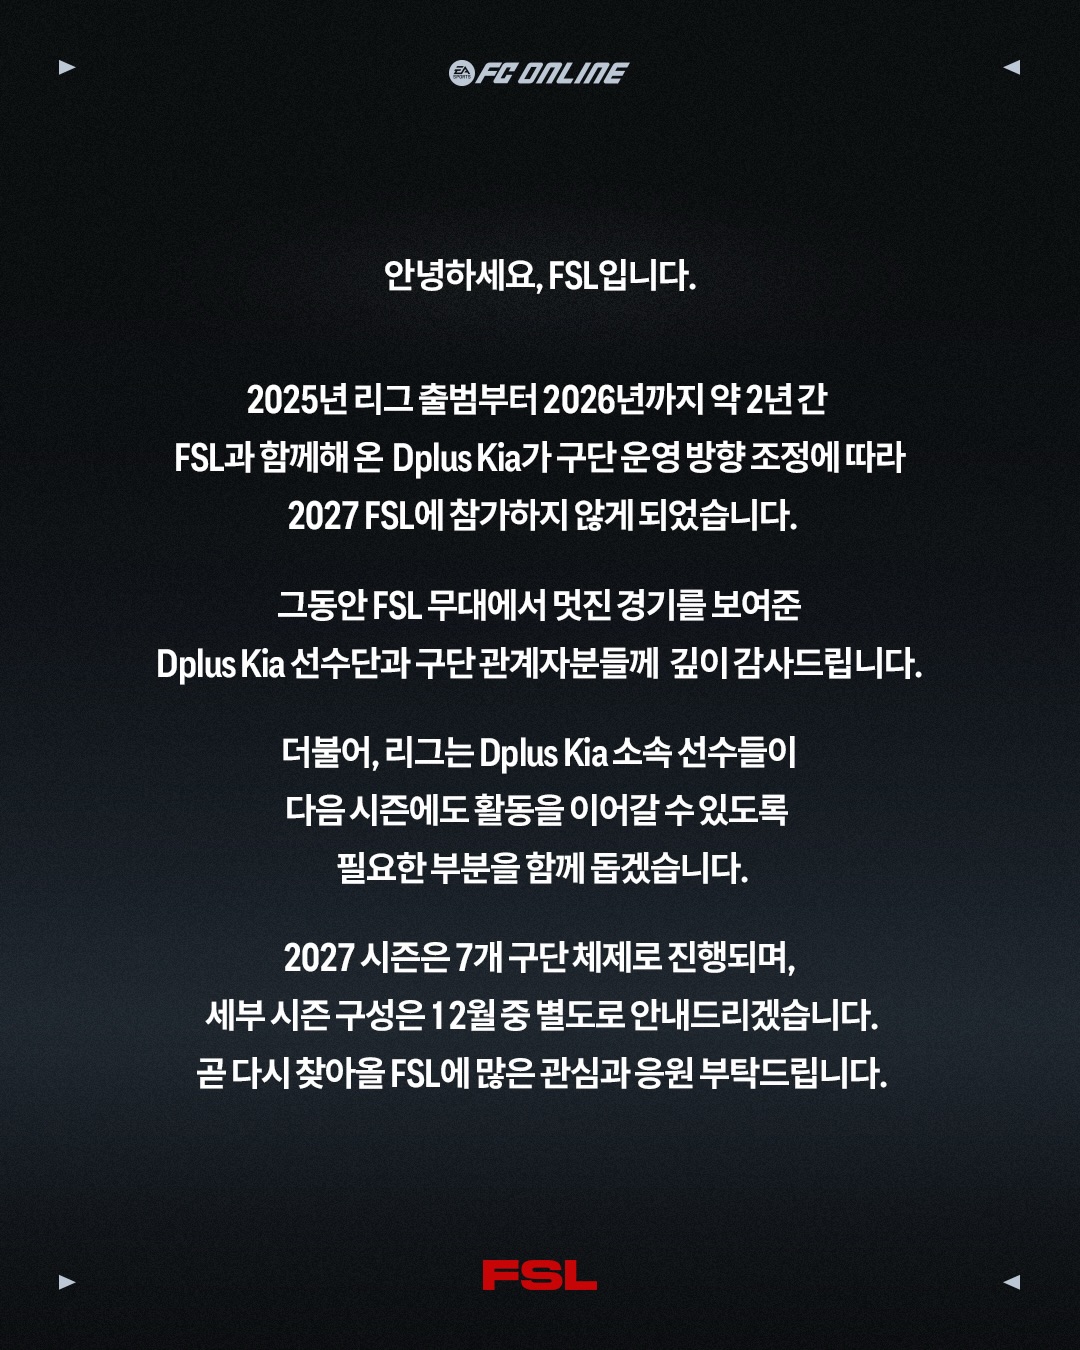 EA SPORTS FC ONLINE
안녕하세요, FSL입니다.
2025년 리그 출범부터 2026년까지 약 2년 간
FSL과 함께해 온 Dplus Kia가 구단 운영 방향 조정에 따라
2027 FSL에 참가하지 않게 되었습니다.
그동안 FSL 무대에서 멋진 경기를 보여준
Dplus Kia 선수단과 구단 관계자분들께 깊이 감사드립니다.
더불어, 리그는 Dplus Kia 소속 선수들이
다음 시즌에도 활동을 이어갈 수 있도록
필요한 부분을 함께 돕겠습니다.
2027 시즌은 7개 구단 체제로 진행되며,
세부 시즌 구성은 12월 중 별도로 안내드리겠습니다.
곧 다시 찾아올 FSL에 많은 관심과 응원 부탁드립니다.
FSL